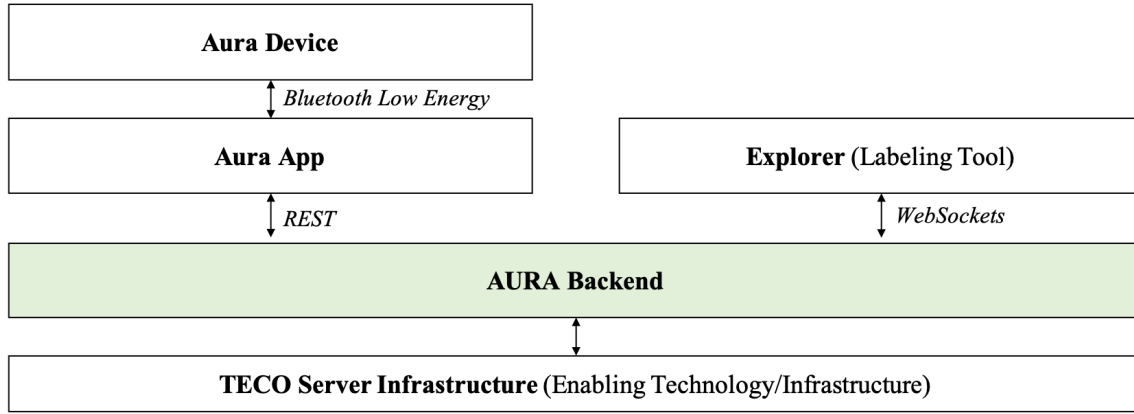 Aura Device
Bluetooth Low Energy
Aura App
Explorer (Labeling Tool)
REST
WebSockets
AURA Backend
TECO Server Infrastructure (Enabling Technology/Infrastructure)